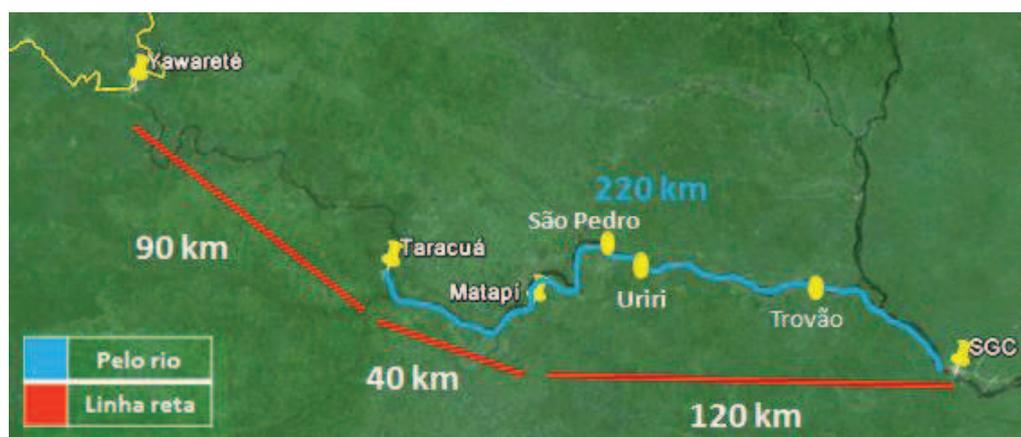 Yawaretê
220 km
São Pedro
Taracuá
90 km
Matapí
Uriri
Trovão
SGC
Pelo rio
Linha reta
40 km
120 km